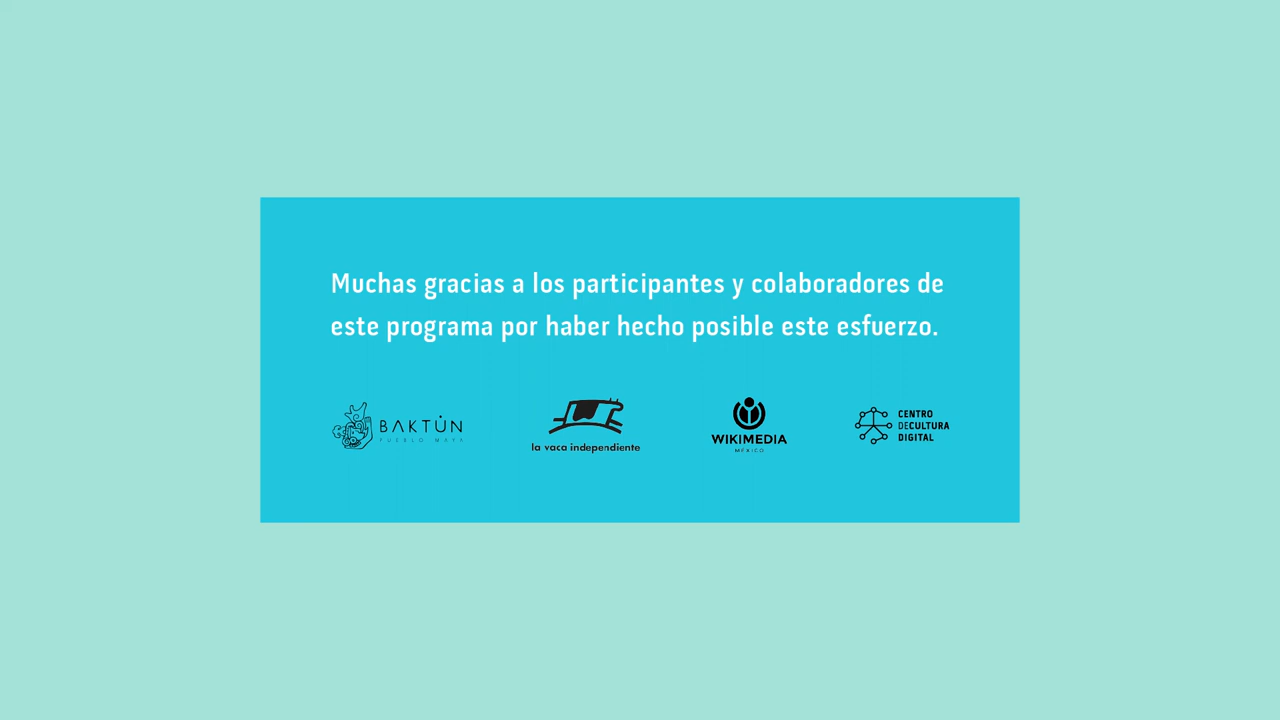 Muchas gracias a los participantes y colaboradores de
este programa por haber hecho posible este esfuerzo.
BAKTÚN
PUEBLO MAYA
la vaca independiente
WIKIMEDIA
MÉXICO
CENTRO
DECULTURA
DIGITAL